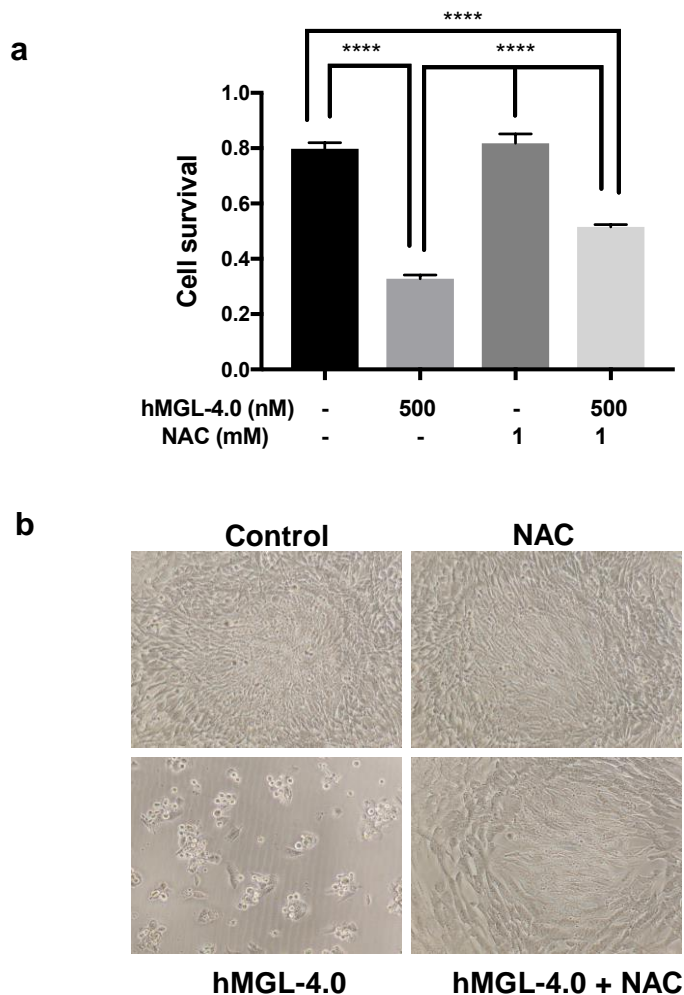 a
****
**** ****
Cell survival
1.0
0.8
0.6
0.4
0.2
0.0
hMGL-4.0 (nM) - 500 - 500
NAC (mM) - - 1 1
b
Control NAC
hMGL-4.0 hMGL-4.0 + NAC